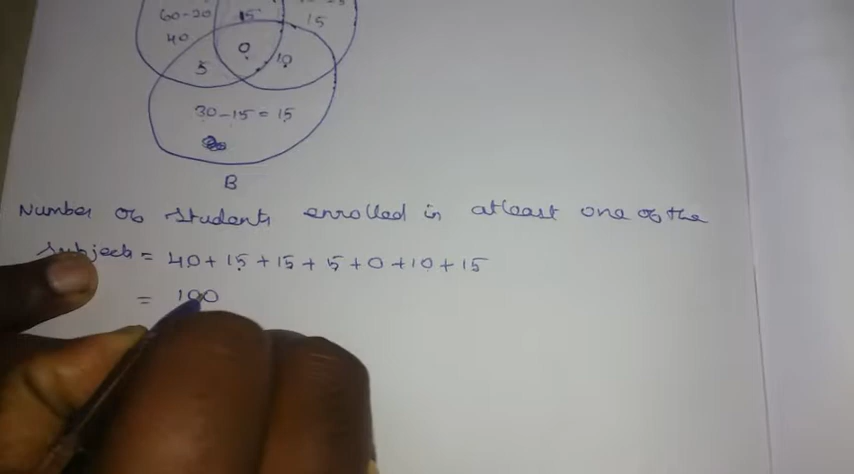 60-20 15
15
40 0
5 10
30-15 = 15
B
Number of students enrolled in atleast one of the
Subjects = 40 + 15 + 15 + 5 + 0 + 10 + 15
= 100